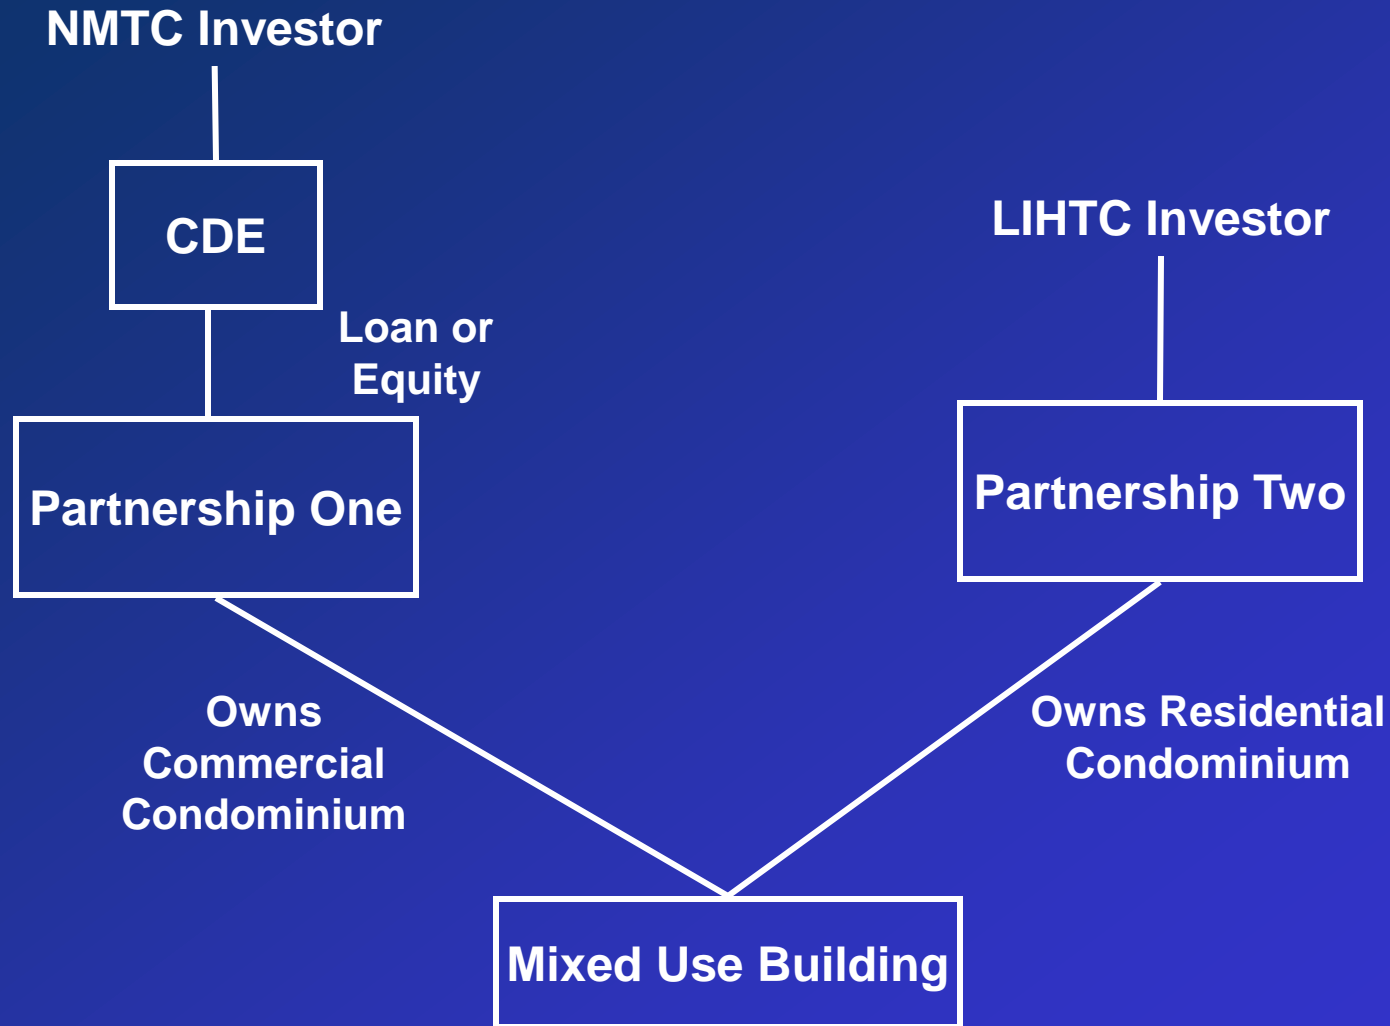 NMTC Investor
CDE
LIHTC Investor
Loan or
Equity
Partnership One
Partnership Two
Owns
Commercial
Condominium
Owns Residential
Condominium
Mixed Use Building